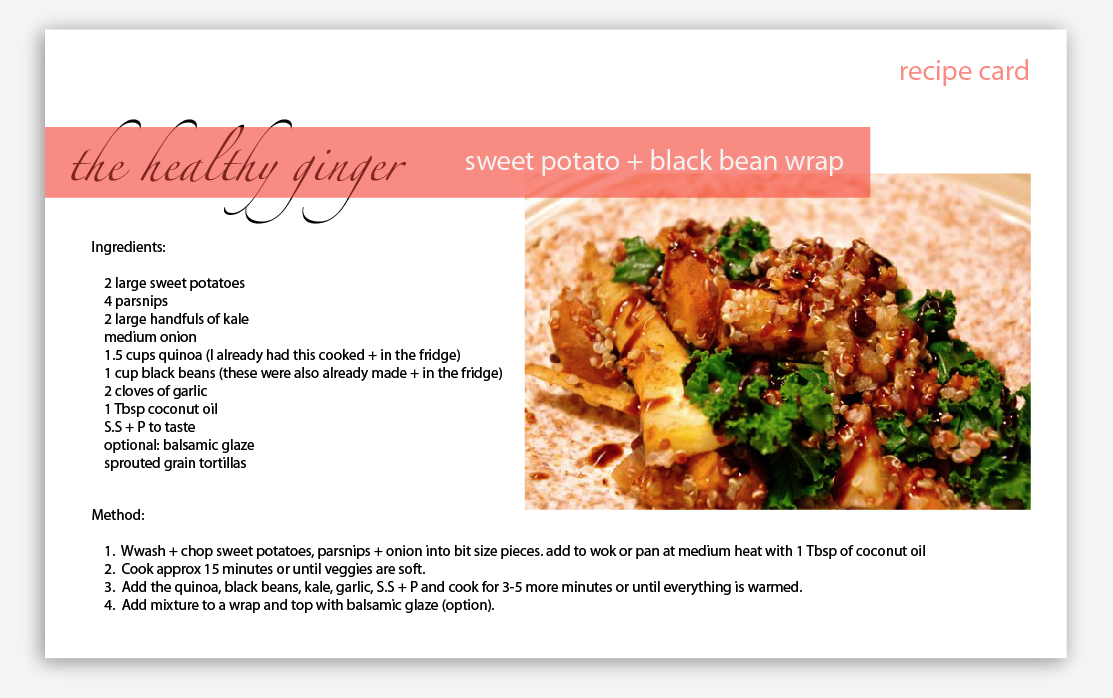 recipe card
the healthy ginger
sweet potato + black bean wrap
Ingredients:
2 large sweet potatoes
4 parsnips
2 large handfuls of kale
medium onion
1.5 cups quinoa (I already had this cooked + in the fridge)
1 cup black beans (these were also already made + in the fridge)
2 cloves of garlic
1 Tbsp coconut oil
S.S + P to taste
optional: balsamic glaze
sprouted grain tortillas
Method:
1. Wwash + chop sweet potatoes, parsnips + onion into bit size pieces. add to wok or pan at medium heat with 1 Tbsp of coconut oil
2. Cook approx 15 minutes or until veggies are soft.
3. Add the quinoa, black beans, kale, garlic, S.S + P and cook for 3-5 more minutes or until everything is warmed.
4. Add mixture to a wrap and top with balsamic glaze (option).